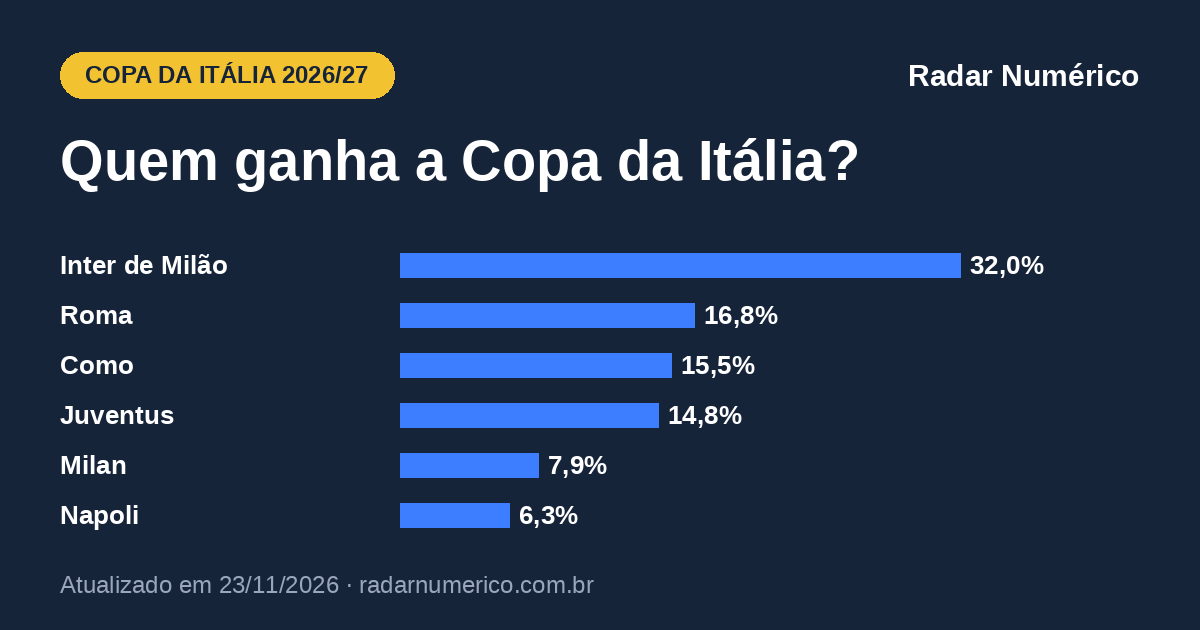 COPA DA ITÁLIA 2026/27
Radar Numérico
Quem ganha a Copa da Itália?
Inter de Milão 32,0%
Roma 16,8%
Como 15,5%
Juventus 14,8%
Milan 7,9%
Napoli 6,3%
Atualizado em 23/11/2026 · radarnumerico.com.br